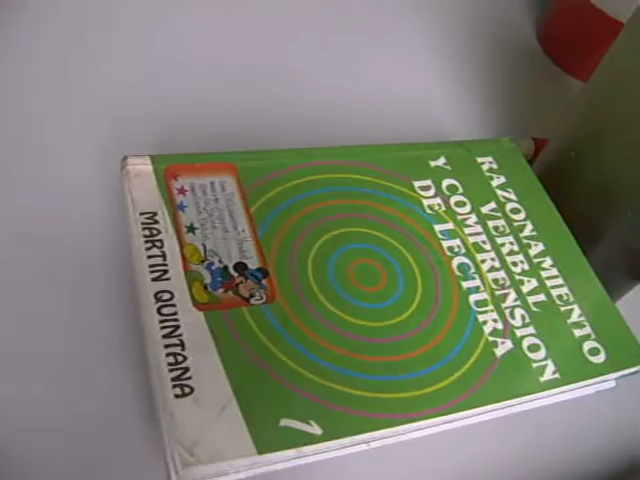 RAZONAMIENTO
VERBAL
Y COMPRENSION
DE LECTURA
1
MARTIN QUINTANA